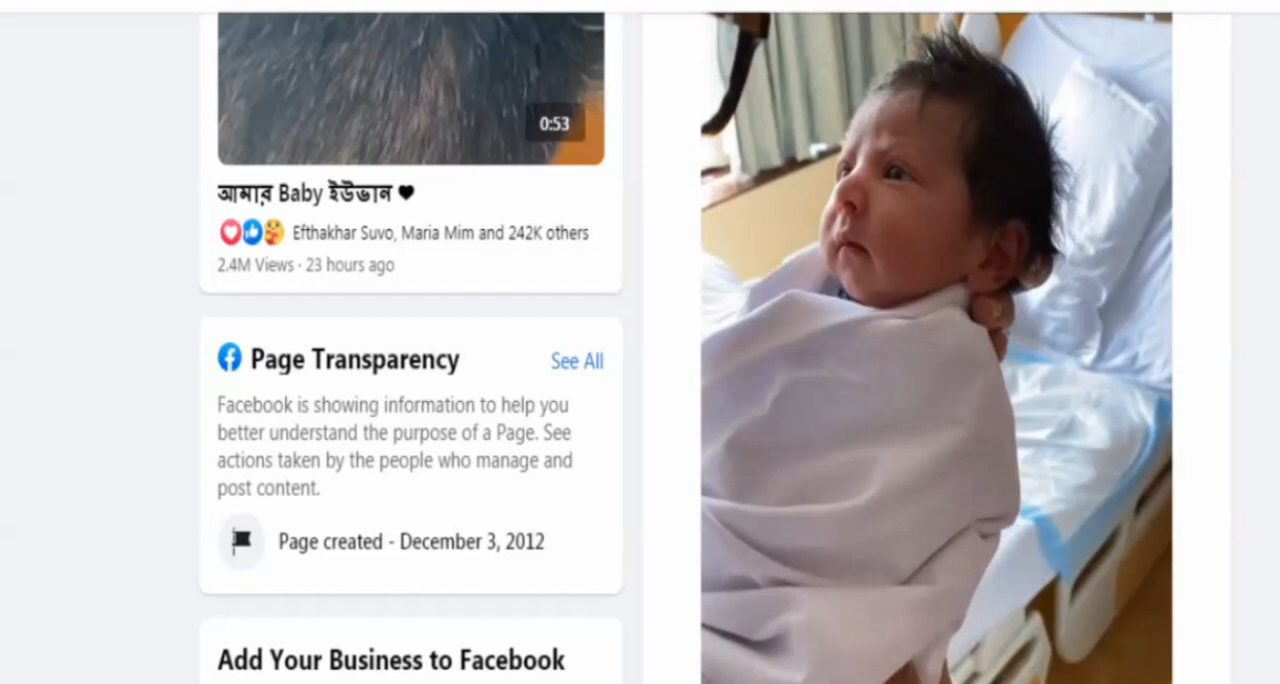 0:53
আমার Baby ইউভান ♥
Efthakhar Suvo, Maria Mim and 242K others
2.4M Views · 23 hours ago
Page Transparency
See All
Facebook is showing information to help you
better understand the purpose of a Page. See
actions taken by the people who manage and
post content.
Page created - December 3, 2012
Add Your Business to Facebook